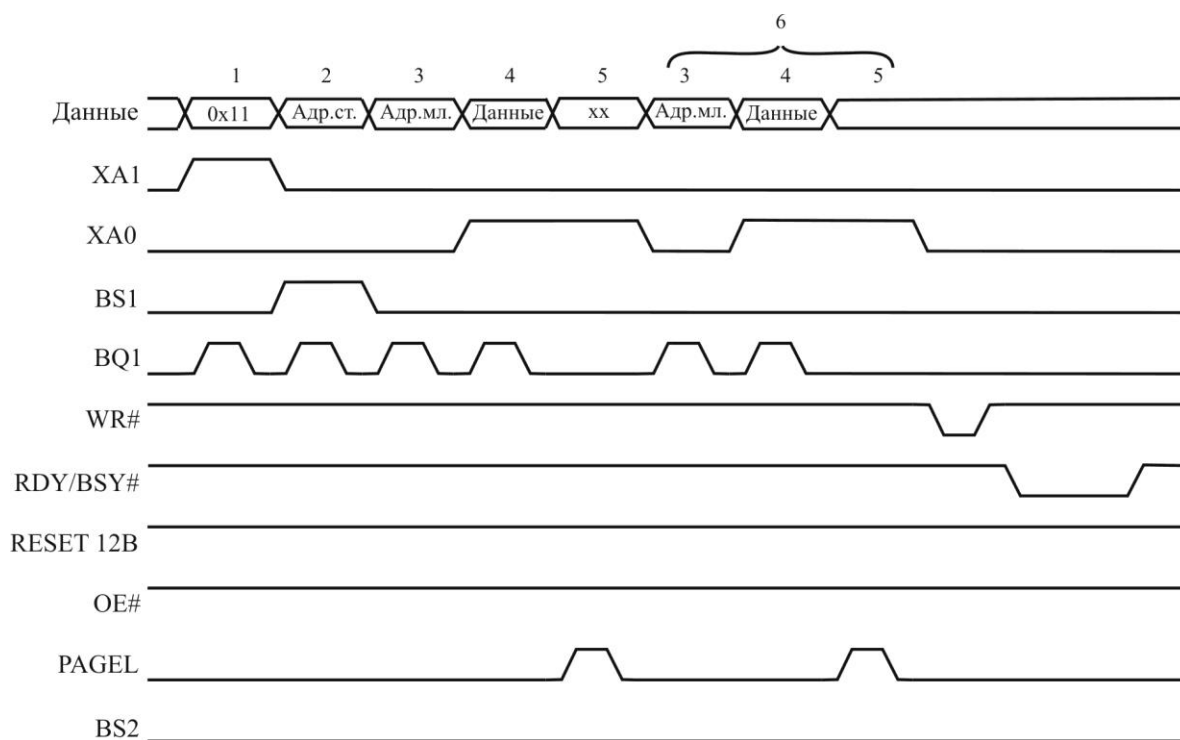 6
1 2 3 4 5 3 4 5
Данные 0x11 Адр.ст. Адр.мл. Данные xx Адр.мл. Данные
XA1
XA0
BS1
BQ1
WR#
RDY/BSY#
RESET 12В
OE#
PAGEL
BS2